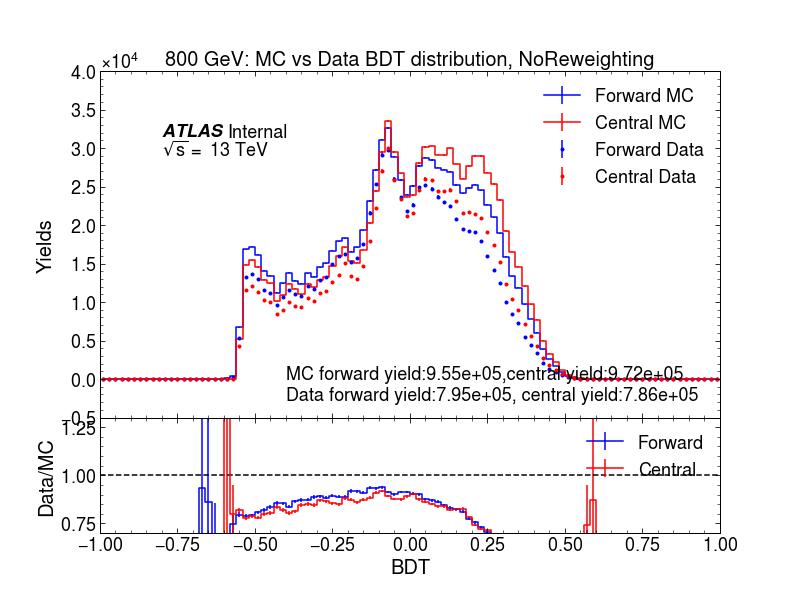 ×10⁴ 800 GeV: MC vs Data BDT distribution, NoReweighting
4.0
3.5
3.0
2.5
2.0
1.5
1.0
0.5
0.0
0.5
Yields
ATLAS Internal
√s = 13 TeV
Forward MC
Central MC
Forward Data
Central Data
MC forward yield:9.55e+05,central yield:9.72e+05
Data forward yield:7.95e+05, central yield:7.86e+05
1.25
1.00
0.75
Data/MC
Forward
Central
−1.00 −0.75 −0.50 −0.25 0.00 0.25 0.50 0.75 1.00
BDT